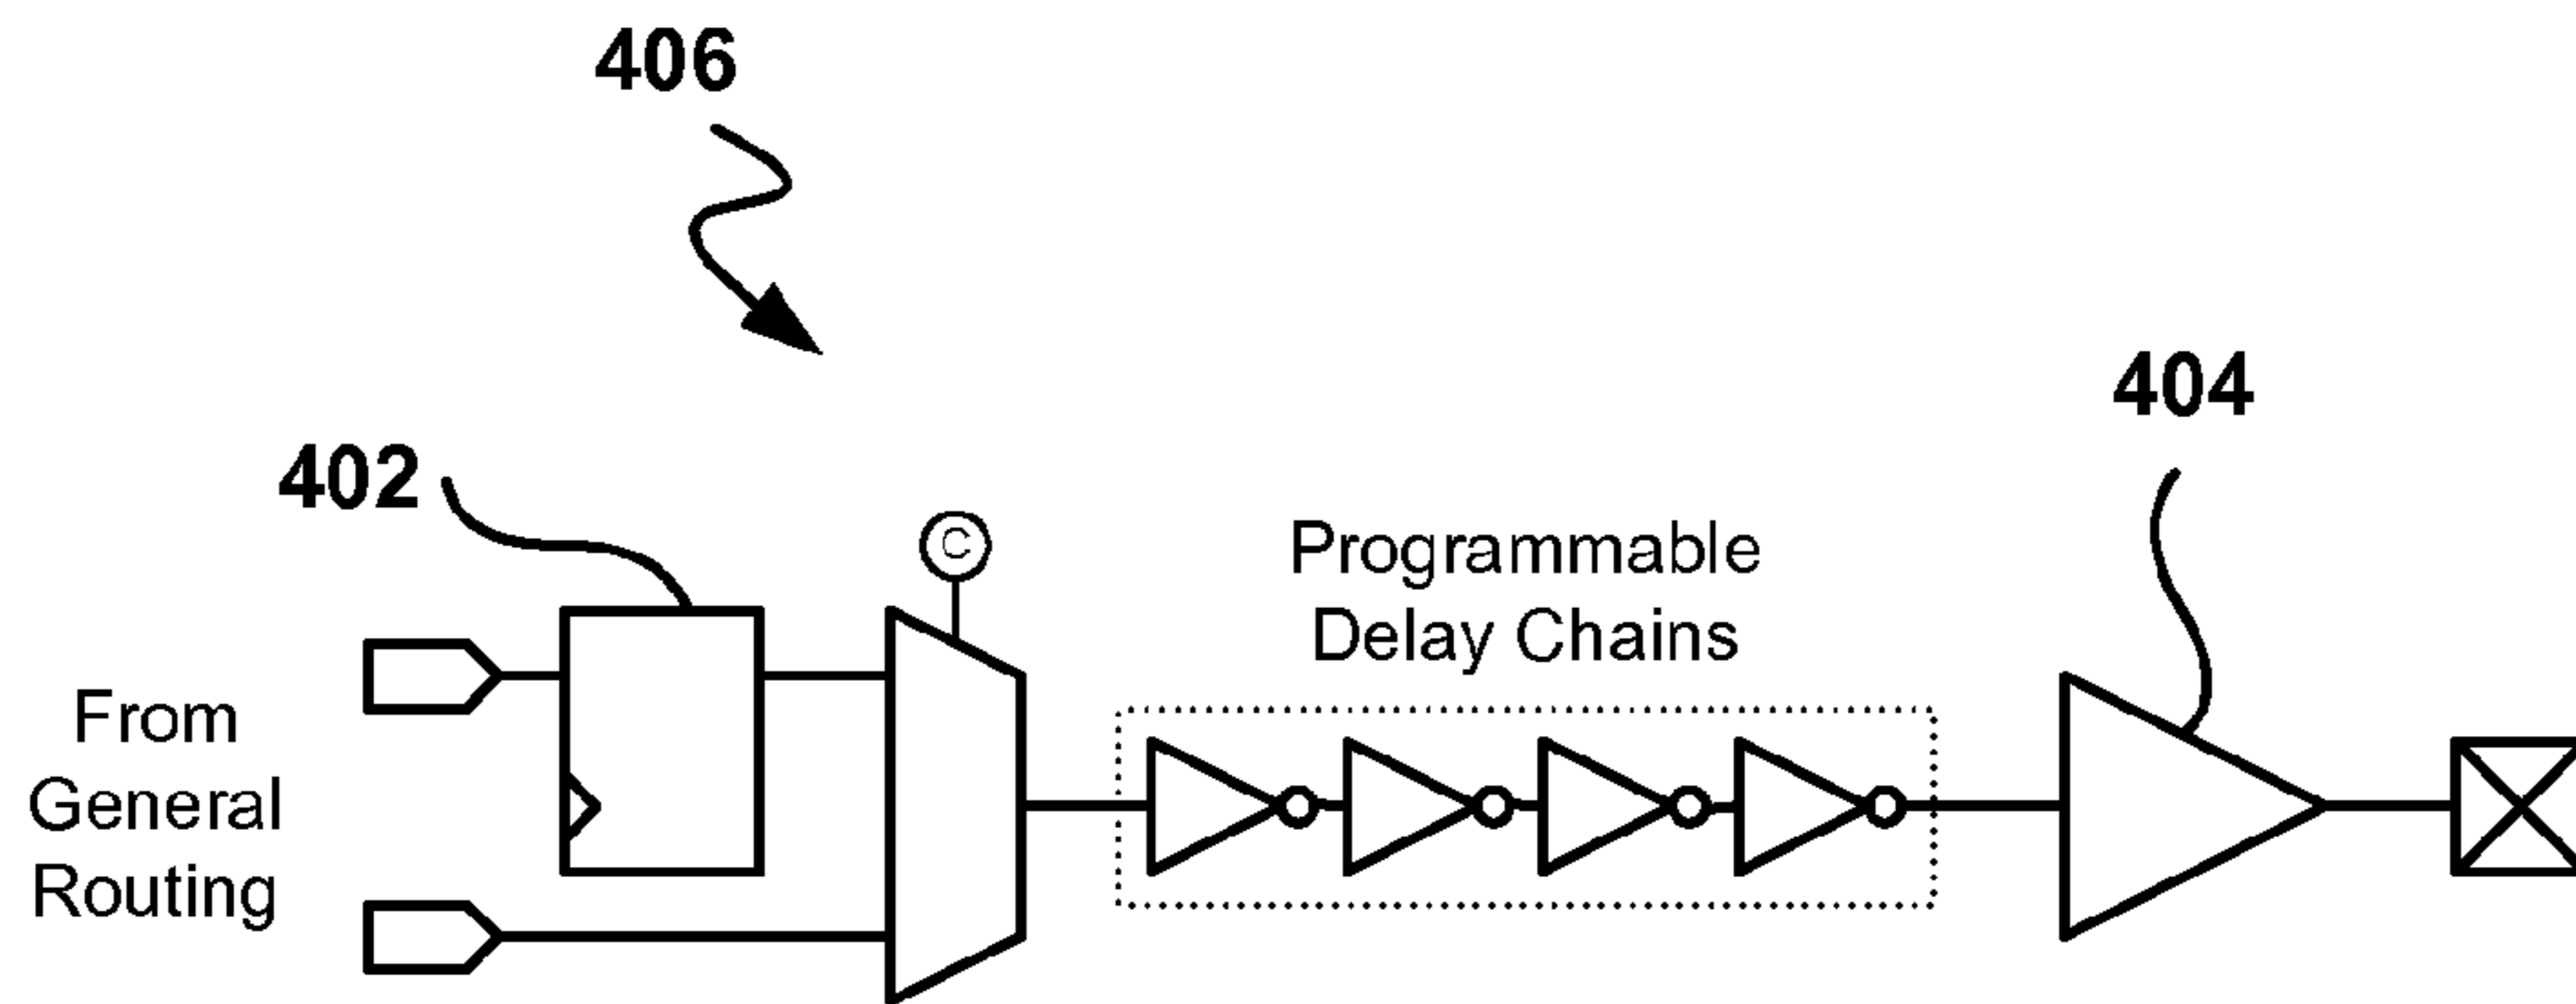 406
404
402
C
Programmable
Delay Chains
From
General
Routing